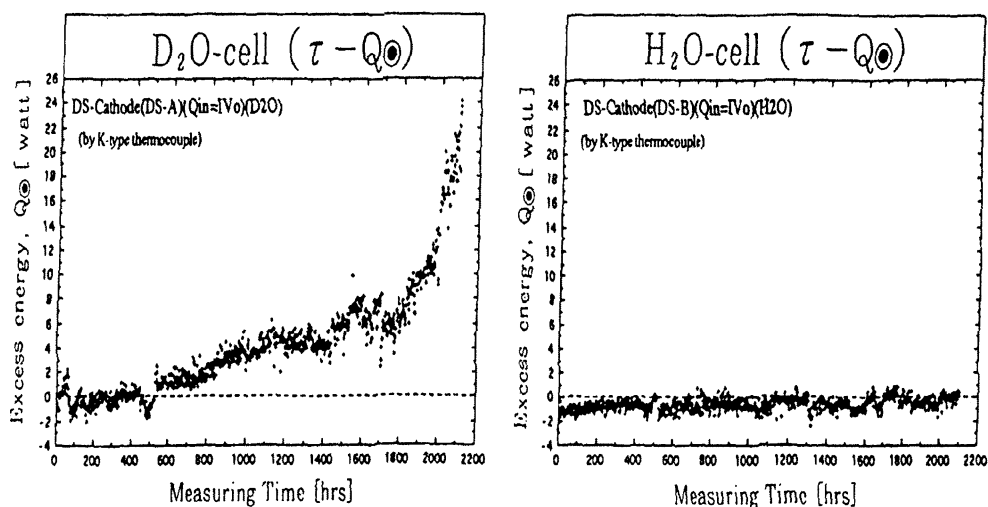 D₂O-cell ( τ − Q◉)
Excess energy, Q◉ [ watt]
26
24
22
20
18
16
14
12
10
8
6
4
2
0
-2
-4
DS-Cathode(DS-A)(Qin=IVo)(D2O)
(by K-type thermocouple)
0 200 400 600 800 1000 1200 1400 1600 1800 2000 2200
Measuring Time [hrs]
H₂O-cell ( τ − Q◉)
Excess energy, Q◉ [ watt]
26
24
22
20
18
16
14
12
10
8
6
4
2
0
-2
-4
DS-Cathode(DS-B)(Qin=IVo)(H2O)
(by K-type thermocouple)
0 200 400 600 800 1000 1200 1400 1600 1800 2000 2200
Measuring Time [hrs]